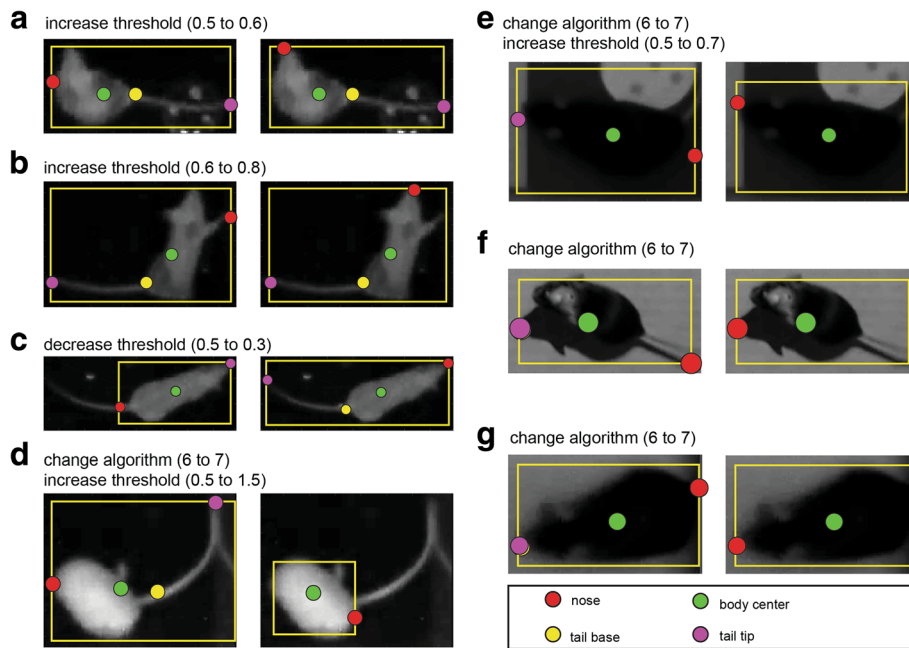 a
increase threshold (0.5 to 0.6)
b
increase threshold (0.6 to 0.8)
c
decrease threshold (0.5 to 0.3)
d
change algorithm (6 to 7)
increase threshold (0.5 to 1.5)
e
change algorithm (6 to 7)
increase threshold (0.5 to 0.7)
f
change algorithm (6 to 7)
g
change algorithm (6 to 7)
nose
body center
tail base
tail tip